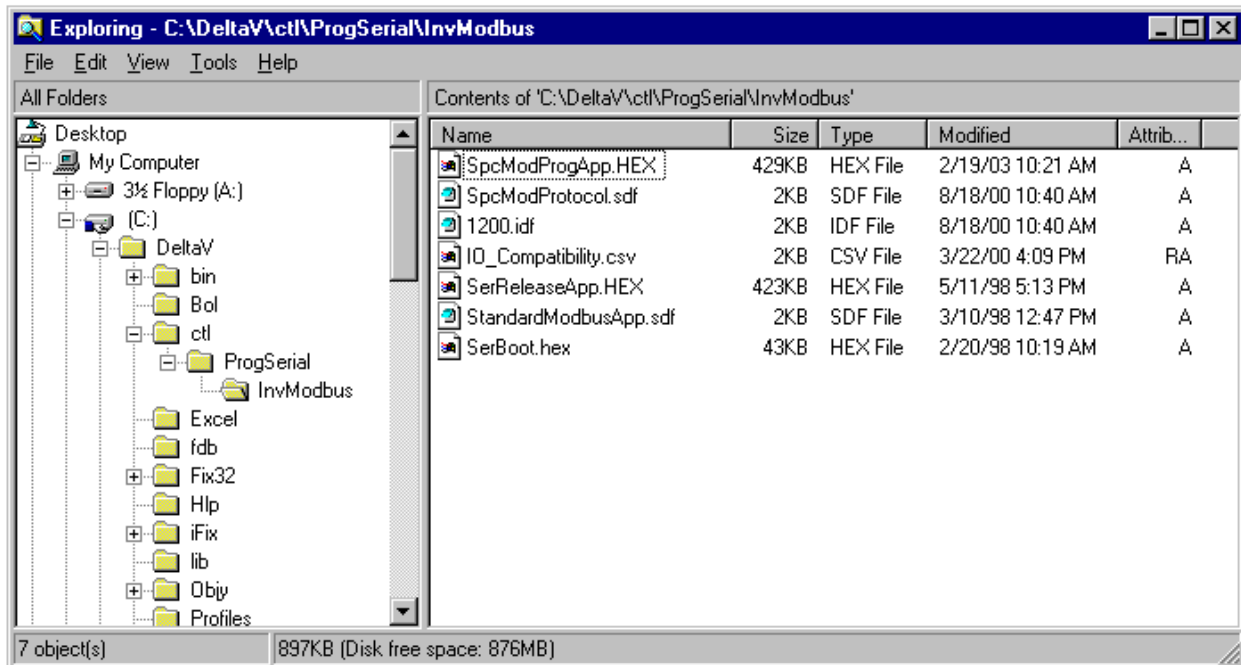 Exploring - C:\DeltaV\ctl\ProgSerial\InvModbus
File Edit View Tools Help
All Folders
Contents of 'C:\DeltaV\ctl\ProgSerial\InvModbus'
Desktop
My Computer
3½ Floppy (A:)
(C:)
DeltaV
bin
Bol
ctl
ProgSerial
InvModbus
Excel
fdb
Fix32
Hlp
iFix
lib
Objy
Profiles
Name Size Type Modified Attrib...
SpcModProgApp.HEX 429KB HEX File 2/19/03 10:21 AM A
SpcModProtocol.sdf 2KB SDF File 8/18/00 10:40 AM A
1200.idf 2KB IDF File 8/18/00 10:40 AM A
IO_Compatibility.csv 2KB CSV File 3/22/00 4:09 PM RA
SerReleaseApp.HEX 423KB HEX File 5/11/98 5:13 PM A
StandardModbusApp.sdf 2KB SDF File 3/10/98 12:47 PM A
SerBoot.hex 43KB HEX File 2/20/98 10:19 AM A
7 object(s) 897KB (Disk free space: 876MB)